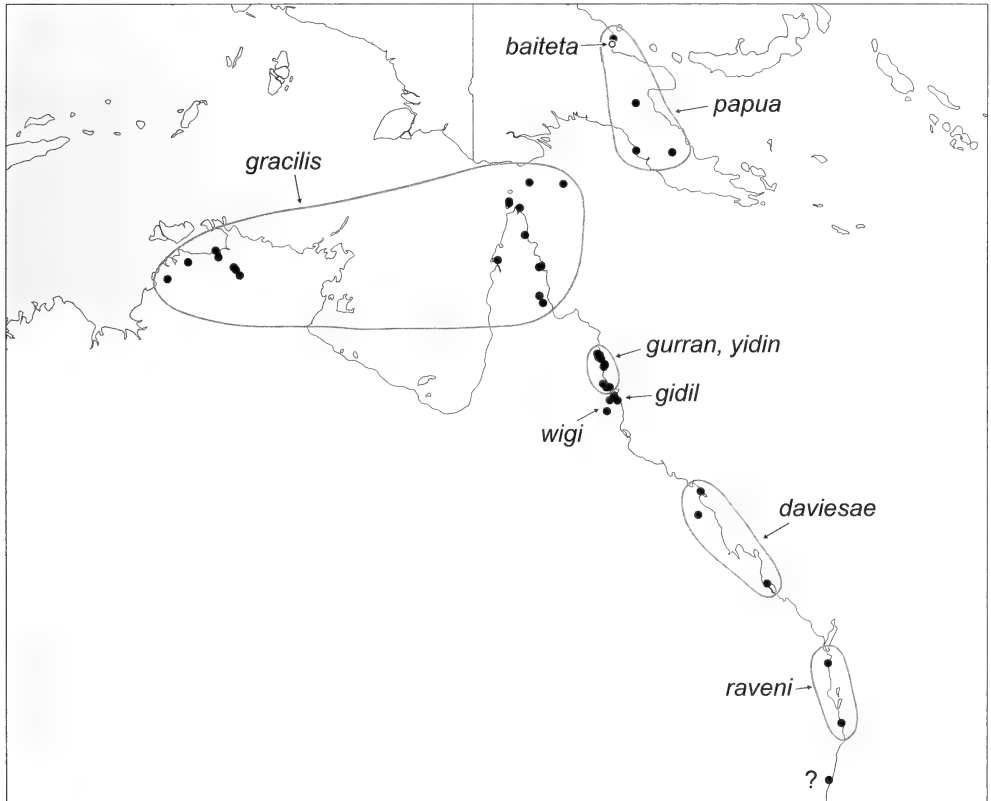 baiteta
papua
gracilis
gurran, yidin
gidil
wigi
daviesae
raveni
?